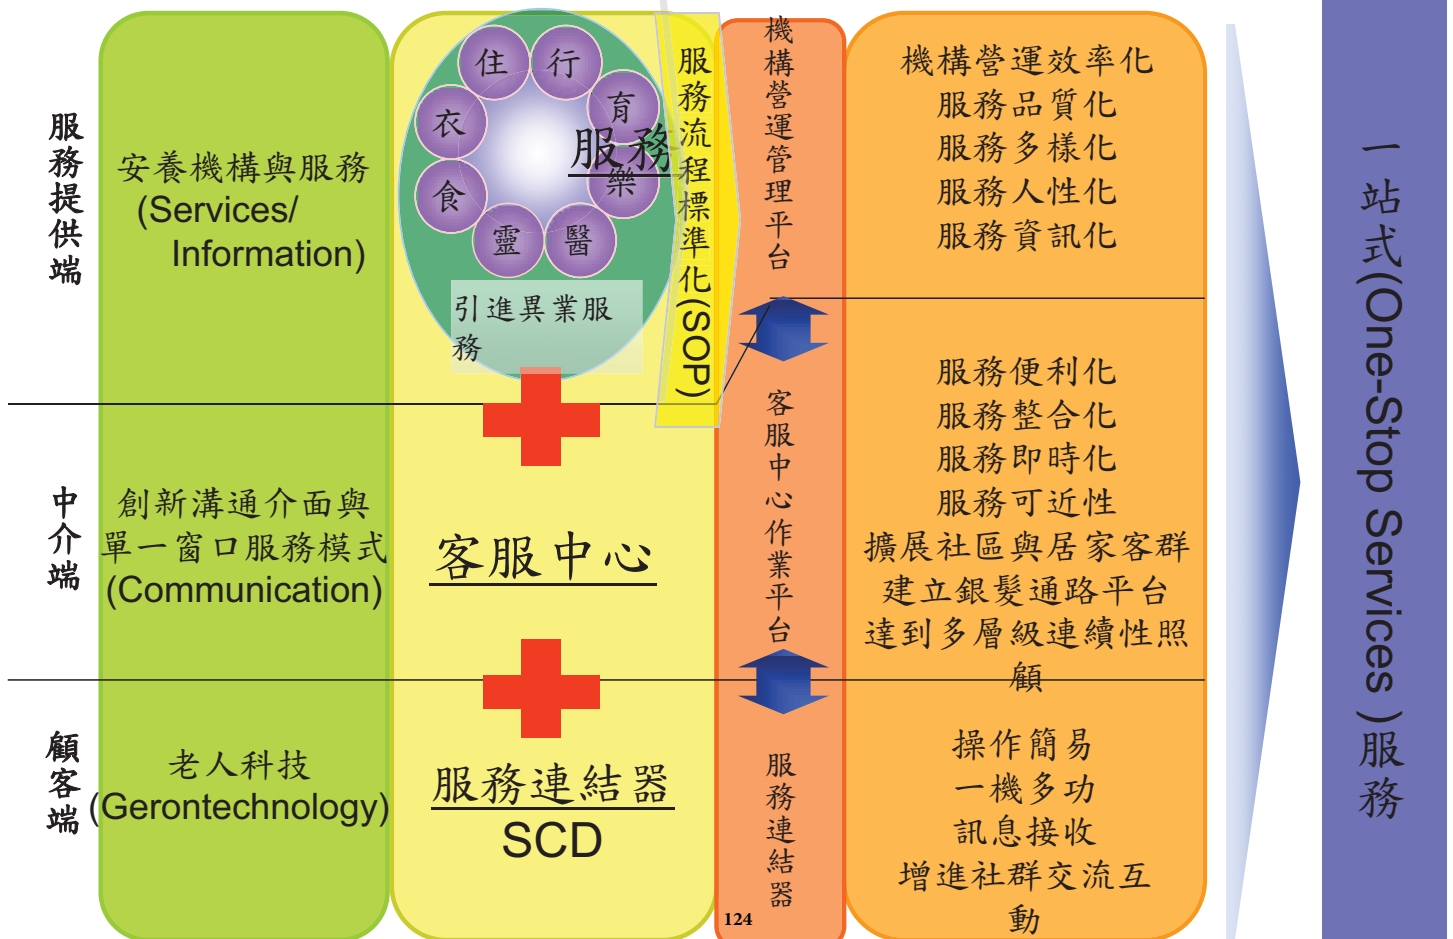 服務提供端
安養機構與服務
(Services/
Information)
住
行
育
衣
服務
樂
食
靈
醫
引進異業服
務
服務流程標準化(SOP)
機構營運管理平台
機構營運效率化
服務品質化
服務多樣化
服務人性化
服務資訊化
中介端
創新溝通介面與
單一窗口服務模式
(Communication)
客服中心
客服中心作業平台
服務便利化
服務整合化
服務即時化
服務可近性
擴展社區與居家客群
建立銀髮通路平台
達到多層級連續性照
顧
顧客端
老人科技
(Gerontechnology)
服務連結器
SCD
服務連結器
操作簡易
一機多功
訊息接收
增進社群交流互
動
一站式(One-Stop Services )服務
124